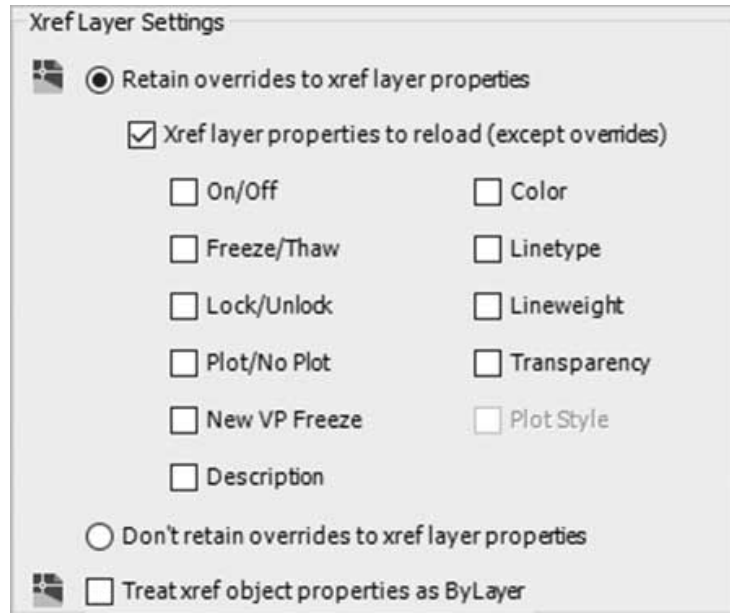 Xref Layer Settings
Retain overrides to xref layer properties
Xref layer properties to reload (except overrides)
On/Off
Color
Freeze/Thaw
Linetype
Lock/Unlock
Lineweight
Plot/No Plot
Transparency
New VP Freeze
Plot Style
Description
Don't retain overrides to xref layer properties
Treat xref object properties as ByLayer